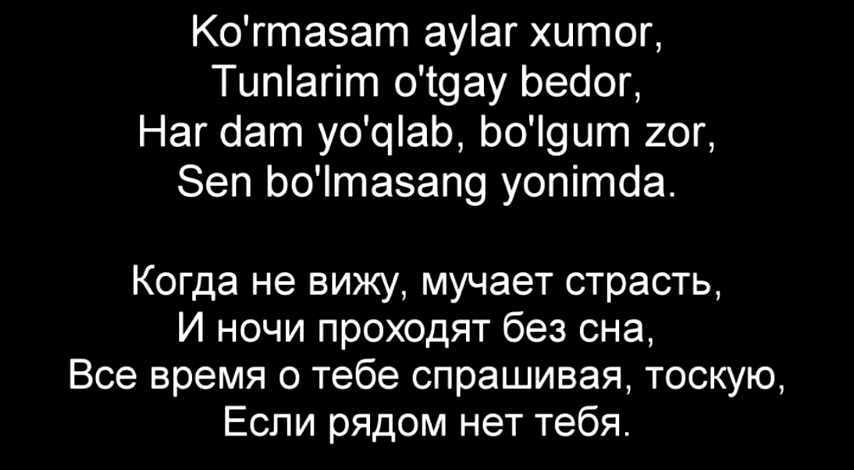 Ko'rmasam aylar xumor,
Tunlarim o'tgay bedor,
Har dam yo'qlab, bo'lgum zor,
Sen bo'lmasang yonimda.
Когда не вижу, мучает страсть,
И ночи проходят без сна,
Все время о тебе спрашивая, тоскую,
Если рядом нет тебя.